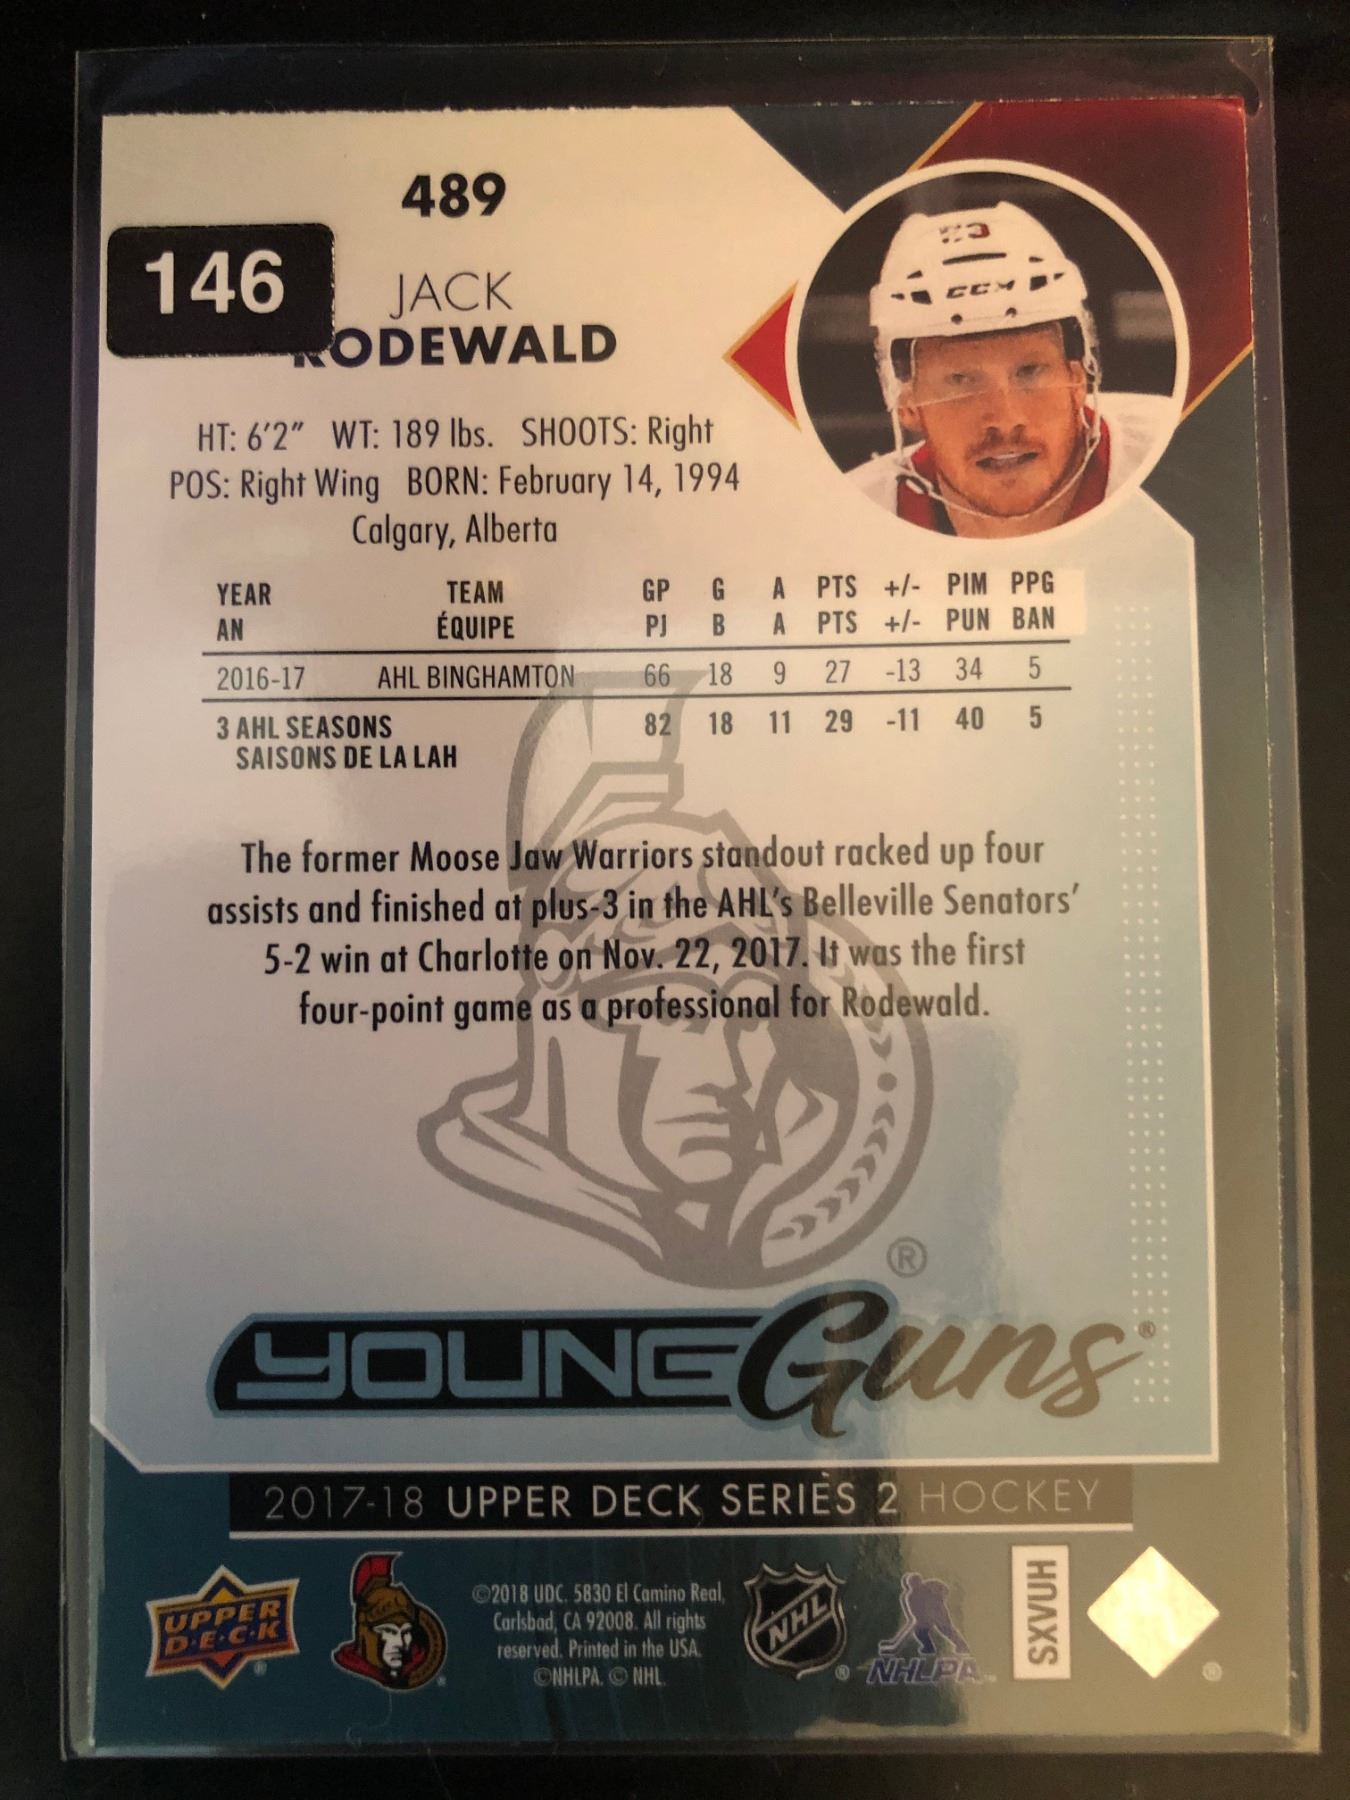 489
146
JACK
RODEWALD
HT: 6'2" WT: 189 lbs. SHOOTS: Right
POS: Right Wing BORN: February 14, 1994
Calgary, Alberta
YEAR TEAM GP G A PTS +/- PIM PPG
AN ÉQUIPE PJ B A PTS +/- PUN BAN
2016-17 AHL BINGHAMTON 66 18 9 27 -13 34 5
3 AHL SEASONS 82 18 11 29 -11 40 5
SAISONS DE LA LAH
The former Moose Jaw Warriors standout racked up four
assists and finished at plus-3 in the AHL's Belleville Senators'
5-2 win at Charlotte on Nov. 22, 2017. It was the first
four-point game as a professional for Rodewald.
®
YOUNG Guns®
2017-18 UPPER DECK SERIES 2 HOCKEY
UPPER
DECK
®
©2018 UDC. 5830 El Camino Real,
Carlsbad, CA 92008. All rights
reserved. Printed in the USA.
©NHLPA. © NHL.
NHL
®
NHLPA
SXVUH
®
CCM